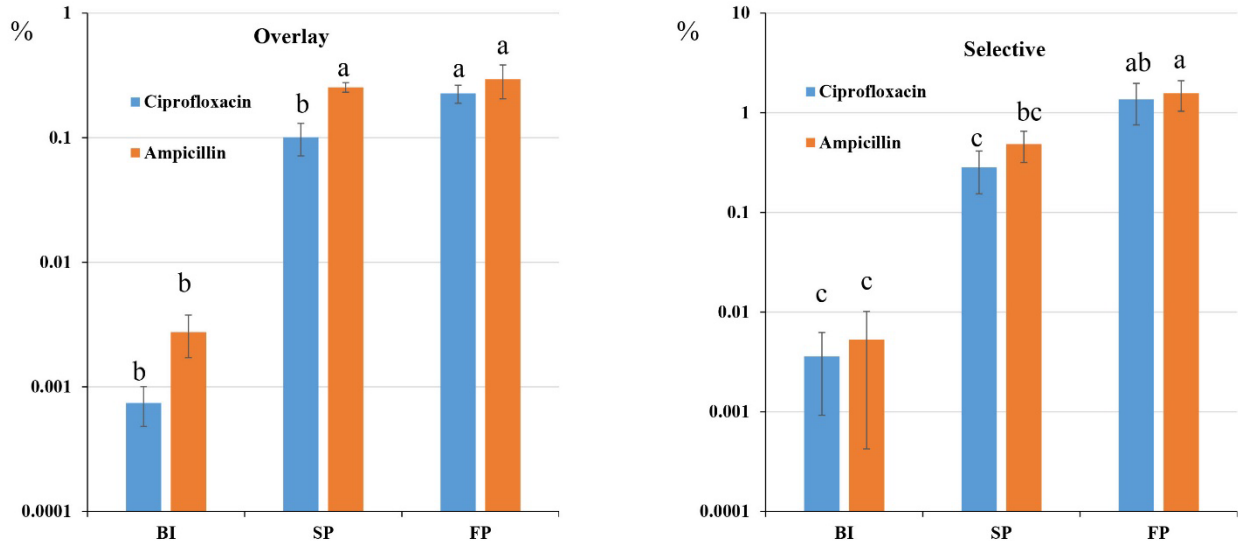 %
Overlay
Ciprofloxacin
Ampicillin
1
0.1
0.01
0.001
0.0001
b
b
b
a
a
a
BI SP FP
%
Selective
Ciprofloxacin
Ampicillin
10
1
0.1
0.01
0.001
0.0001
c
c
c
bc
ab
a
BI SP FP